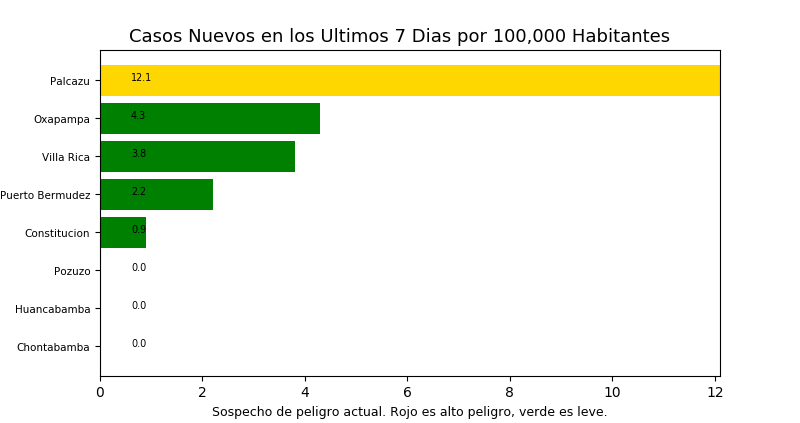 Casos Nuevos en los Ultimos 7 Dias por 100,000 Habitantes
Palcazu 12.1
Oxapampa 4.3
Villa Rica 3.8
Puerto Bermudez 2.2
Constitucion 0.9
Pozuzo 0.0
Huancabamba 0.0
Chontabamba 0.0
0 2 4 6 8 10 12
Sospecho de peligro actual. Rojo es alto peligro, verde es leve.